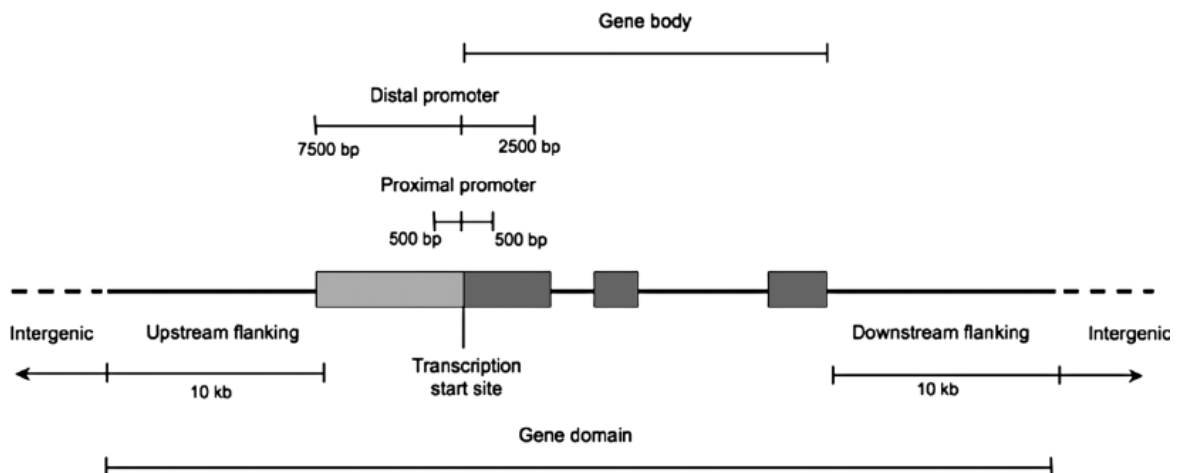 Gene body
Distal promoter
7500 bp
2500 bp
Proximal promoter
500 bp
500 bp
Intergenic
Upstream flanking
Downstream flanking
Intergenic
Transcription
start site
10 kb
10 kb
Gene domain